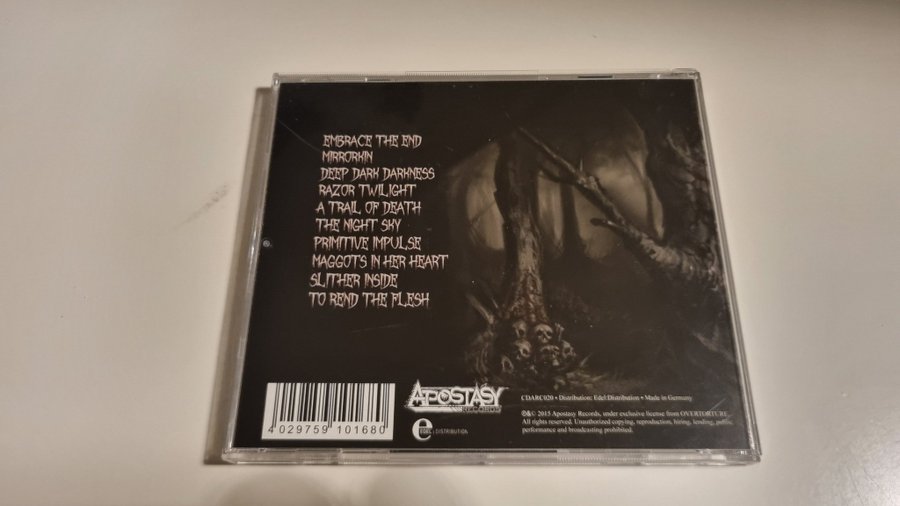 EMBRACE THE END
MIRRORKIN
DEEP DARK DARKNESS
RAZOR TWILIGHT
A TRAIL OF DEATH
THE NIGHT SKY
PRIMITIVE IMPULSE
MAGGOTS IN HER HEART
SLITHER INSIDE
TO REND THE FLESH
4 029759 101680
APOSTASY
RECORDS
e EDEL | DISTRIBUTION
CDARC020 • Distribution: Edel Distribution • Made in Germany
℗&© 2015 Apostasy Records, under exclusive license from OVERTORTURE.
All rights reserved. Unauthorized copying, reproduction, hiring, lending, public
performance and broadcasting prohibited.